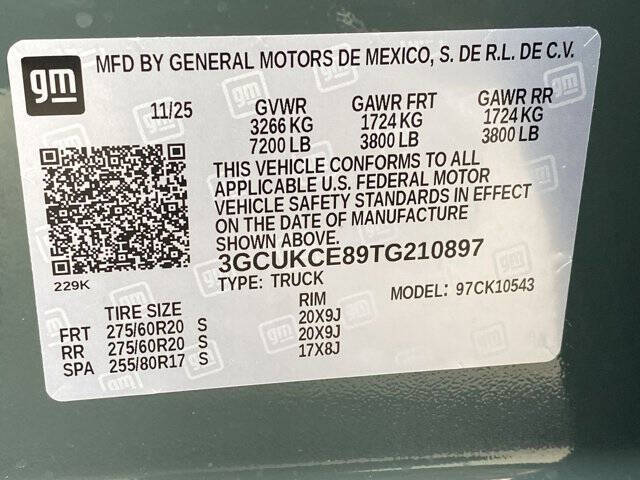 gm
MFD BY GENERAL MOTORS DE MEXICO, S. DE R.L. DE C.V.
11/25 GVWR GAWR FRT GAWR RR
3266 KG 1724 KG 1724 KG
7200 LB 3800 LB 3800 LB
THIS VEHICLE CONFORMS TO ALL
APPLICABLE U.S. FEDERAL MOTOR
VEHICLE SAFETY STANDARDS IN EFFECT
ON THE DATE OF MANUFACTURE
SHOWN ABOVE.
3GCUKCE89TG210897
229K
TYPE: TRUCK MODEL: 97CK10543
TIRE SIZE RIM
FRT 275/60R20 S 20X9J
RR 275/60R20 S 20X9J
SPA 255/80R17 S 17X8J